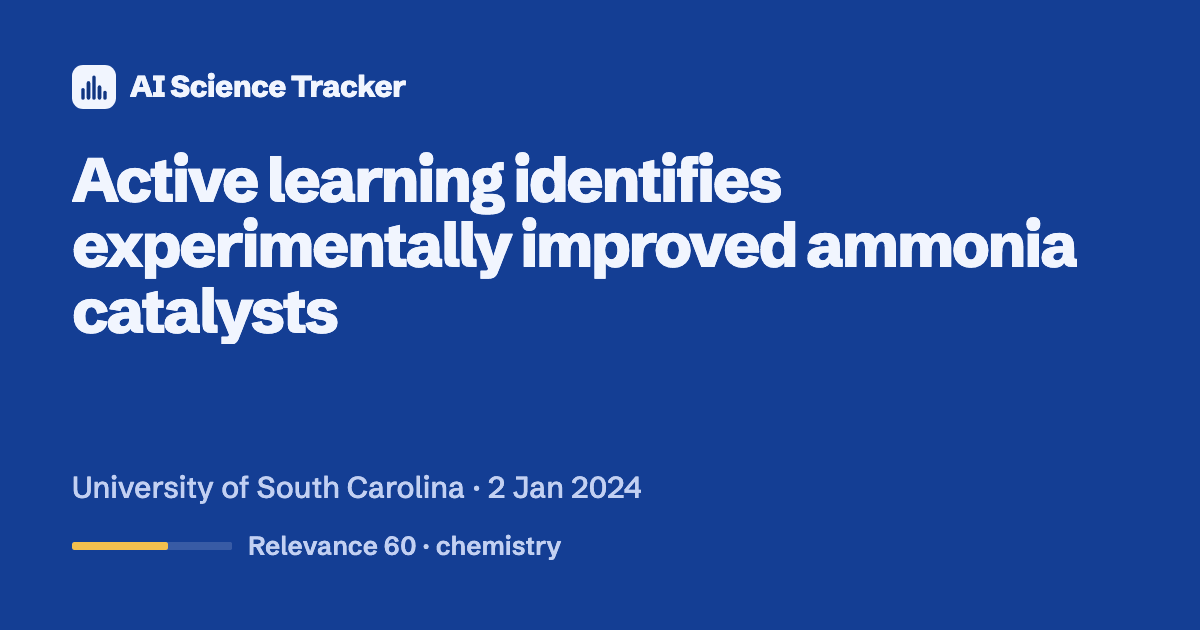 AI Science Tracker
Active learning identifies
experimentally improved ammonia
catalysts
University of South Carolina · 2 Jan 2024
Relevance 60 · chemistry